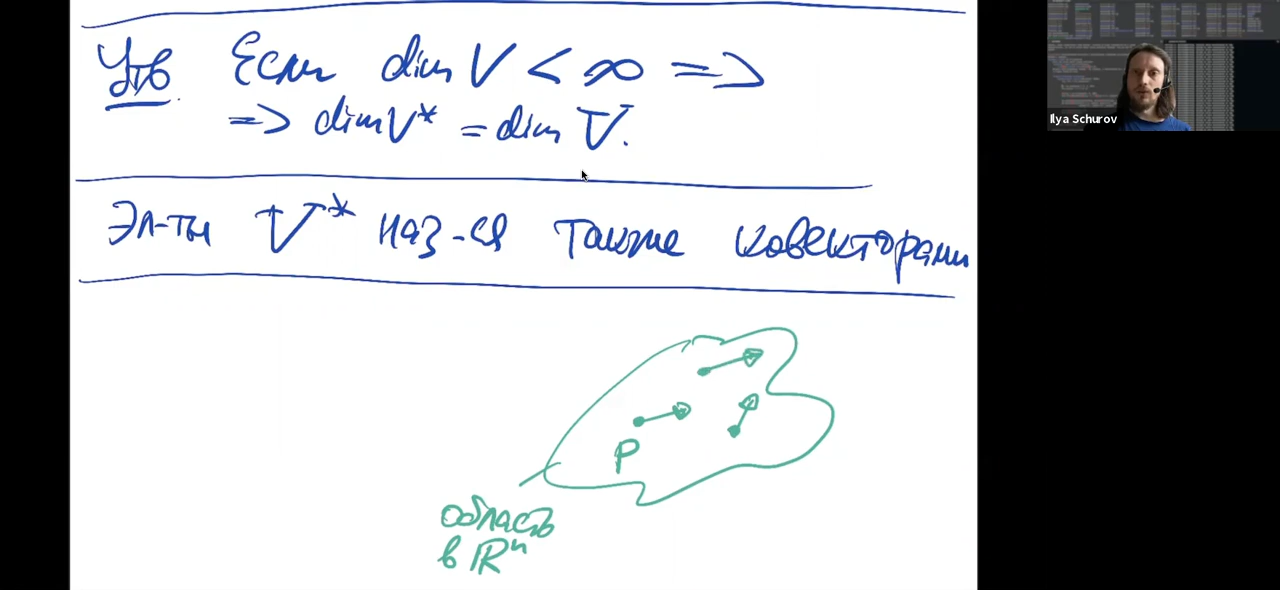 Утв. Если dim V < ∞ =>
=> dim V* = dim V.
Эл-ты V* наз-ся также ковекторами
P
область
в ℝⁿ
Ilya Schurov